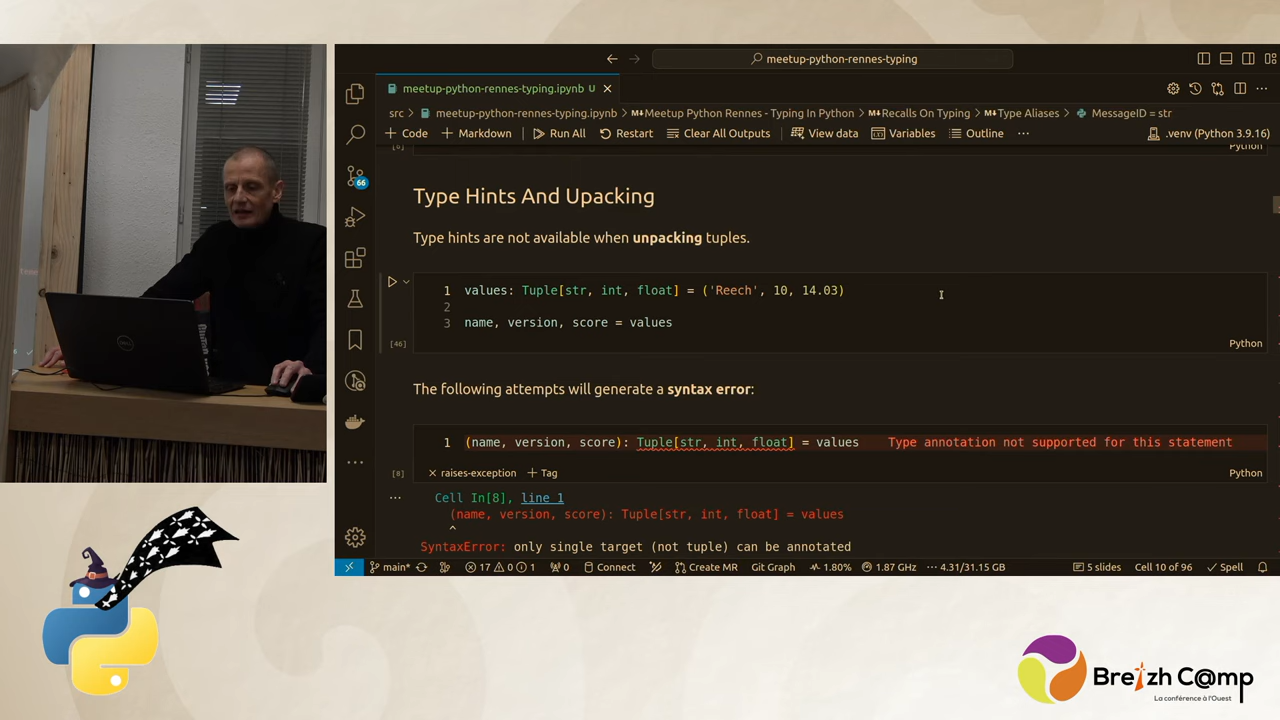 meetup-python-rennes-typing
meetup-python-rennes-typing.ipynb U
src > meetup-python-rennes-typing.ipynb > Meetup Python Rennes - Typing In Python > Recalls On Typing > Type Aliases > MessageID = str
+ Code + Markdown Run All Restart Clear All Outputs View data Variables Outline ... .venv (Python 3.9.16)
Python
Type Hints And Upacking
Type hints are not available when unpacking tuples.
1 values: Tuple[str, int, float] = ('Reech', 10, 14.03)
2
3 name, version, score = values
[46] Python
The following attempts will generate a syntax error:
1 (name, version, score): Tuple[str, int, float] = values Type annotation not supported for this statement
[8] × raises-exception + Tag Python
... Cell In[8], line 1
(name, version, score): Tuple[str, int, float] = values
^
SyntaxError: only single target (not tuple) can be annotated
main* 17 0 1 0 Connect Create MR Git Graph 1.80% 1.87 GHz 4.31/31.15 GB 5 slides Cell 10 of 96 Spell
66
DELL
Breizh C@mp
La conférence à l'Ouest